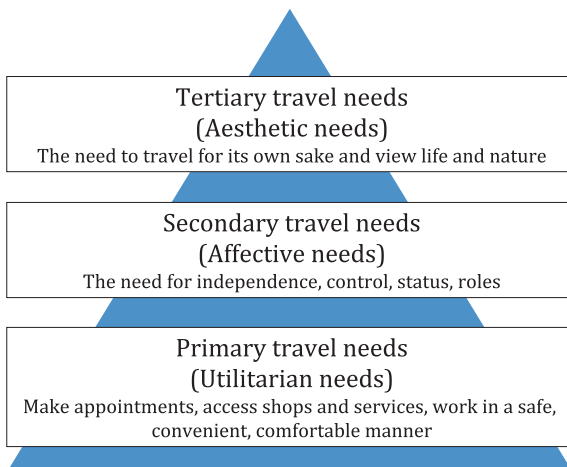 Tertiary travel needs
(Aesthetic needs)
The need to travel for its own sake and view life and nature
Secondary travel needs
(Affective needs)
The need for independence, control, status, roles
Primary travel needs
(Utilitarian needs)
Make appointments, access shops and services, work in a safe,
convenient, comfortable manner